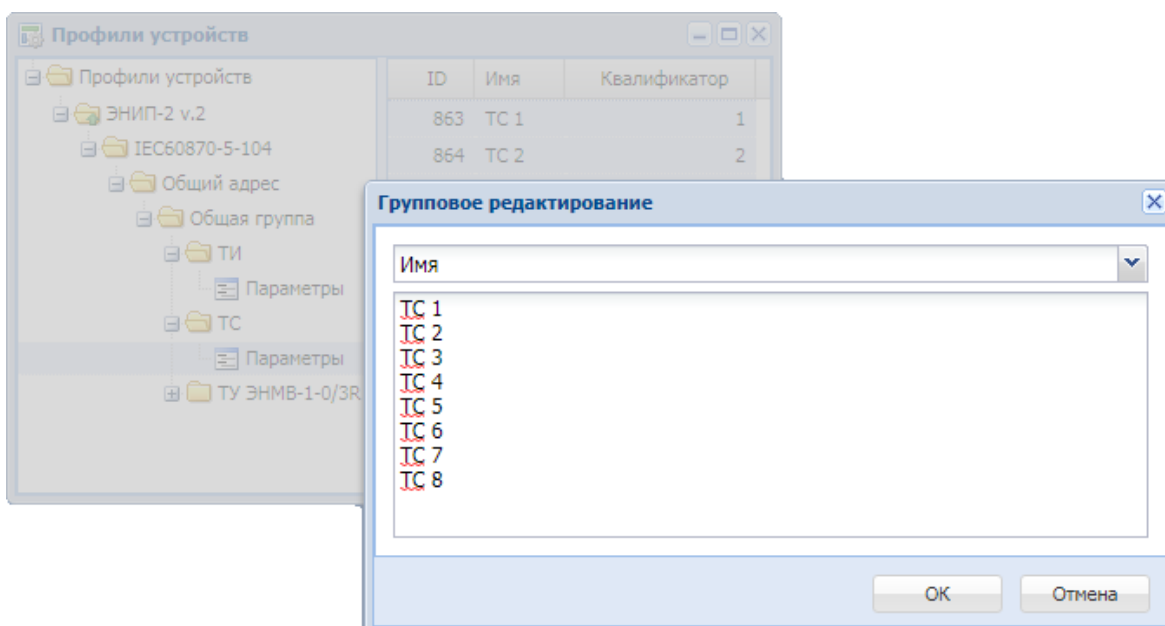 Профили устройств
Профили устройств
ЭНИП-2 v.2
IEC60870-5-104
Общий адрес
Общая группа
ТИ
Параметры
ТС
Параметры
ТУ ЭНМВ-1-0/3R
ID Имя Квалификатор
863 ТС 1 1
864 ТС 2 2
Групповое редактирование
Имя
ТС 1
ТС 2
ТС 3
ТС 4
ТС 5
ТС 6
ТС 7
ТС 8
ОК Отмена